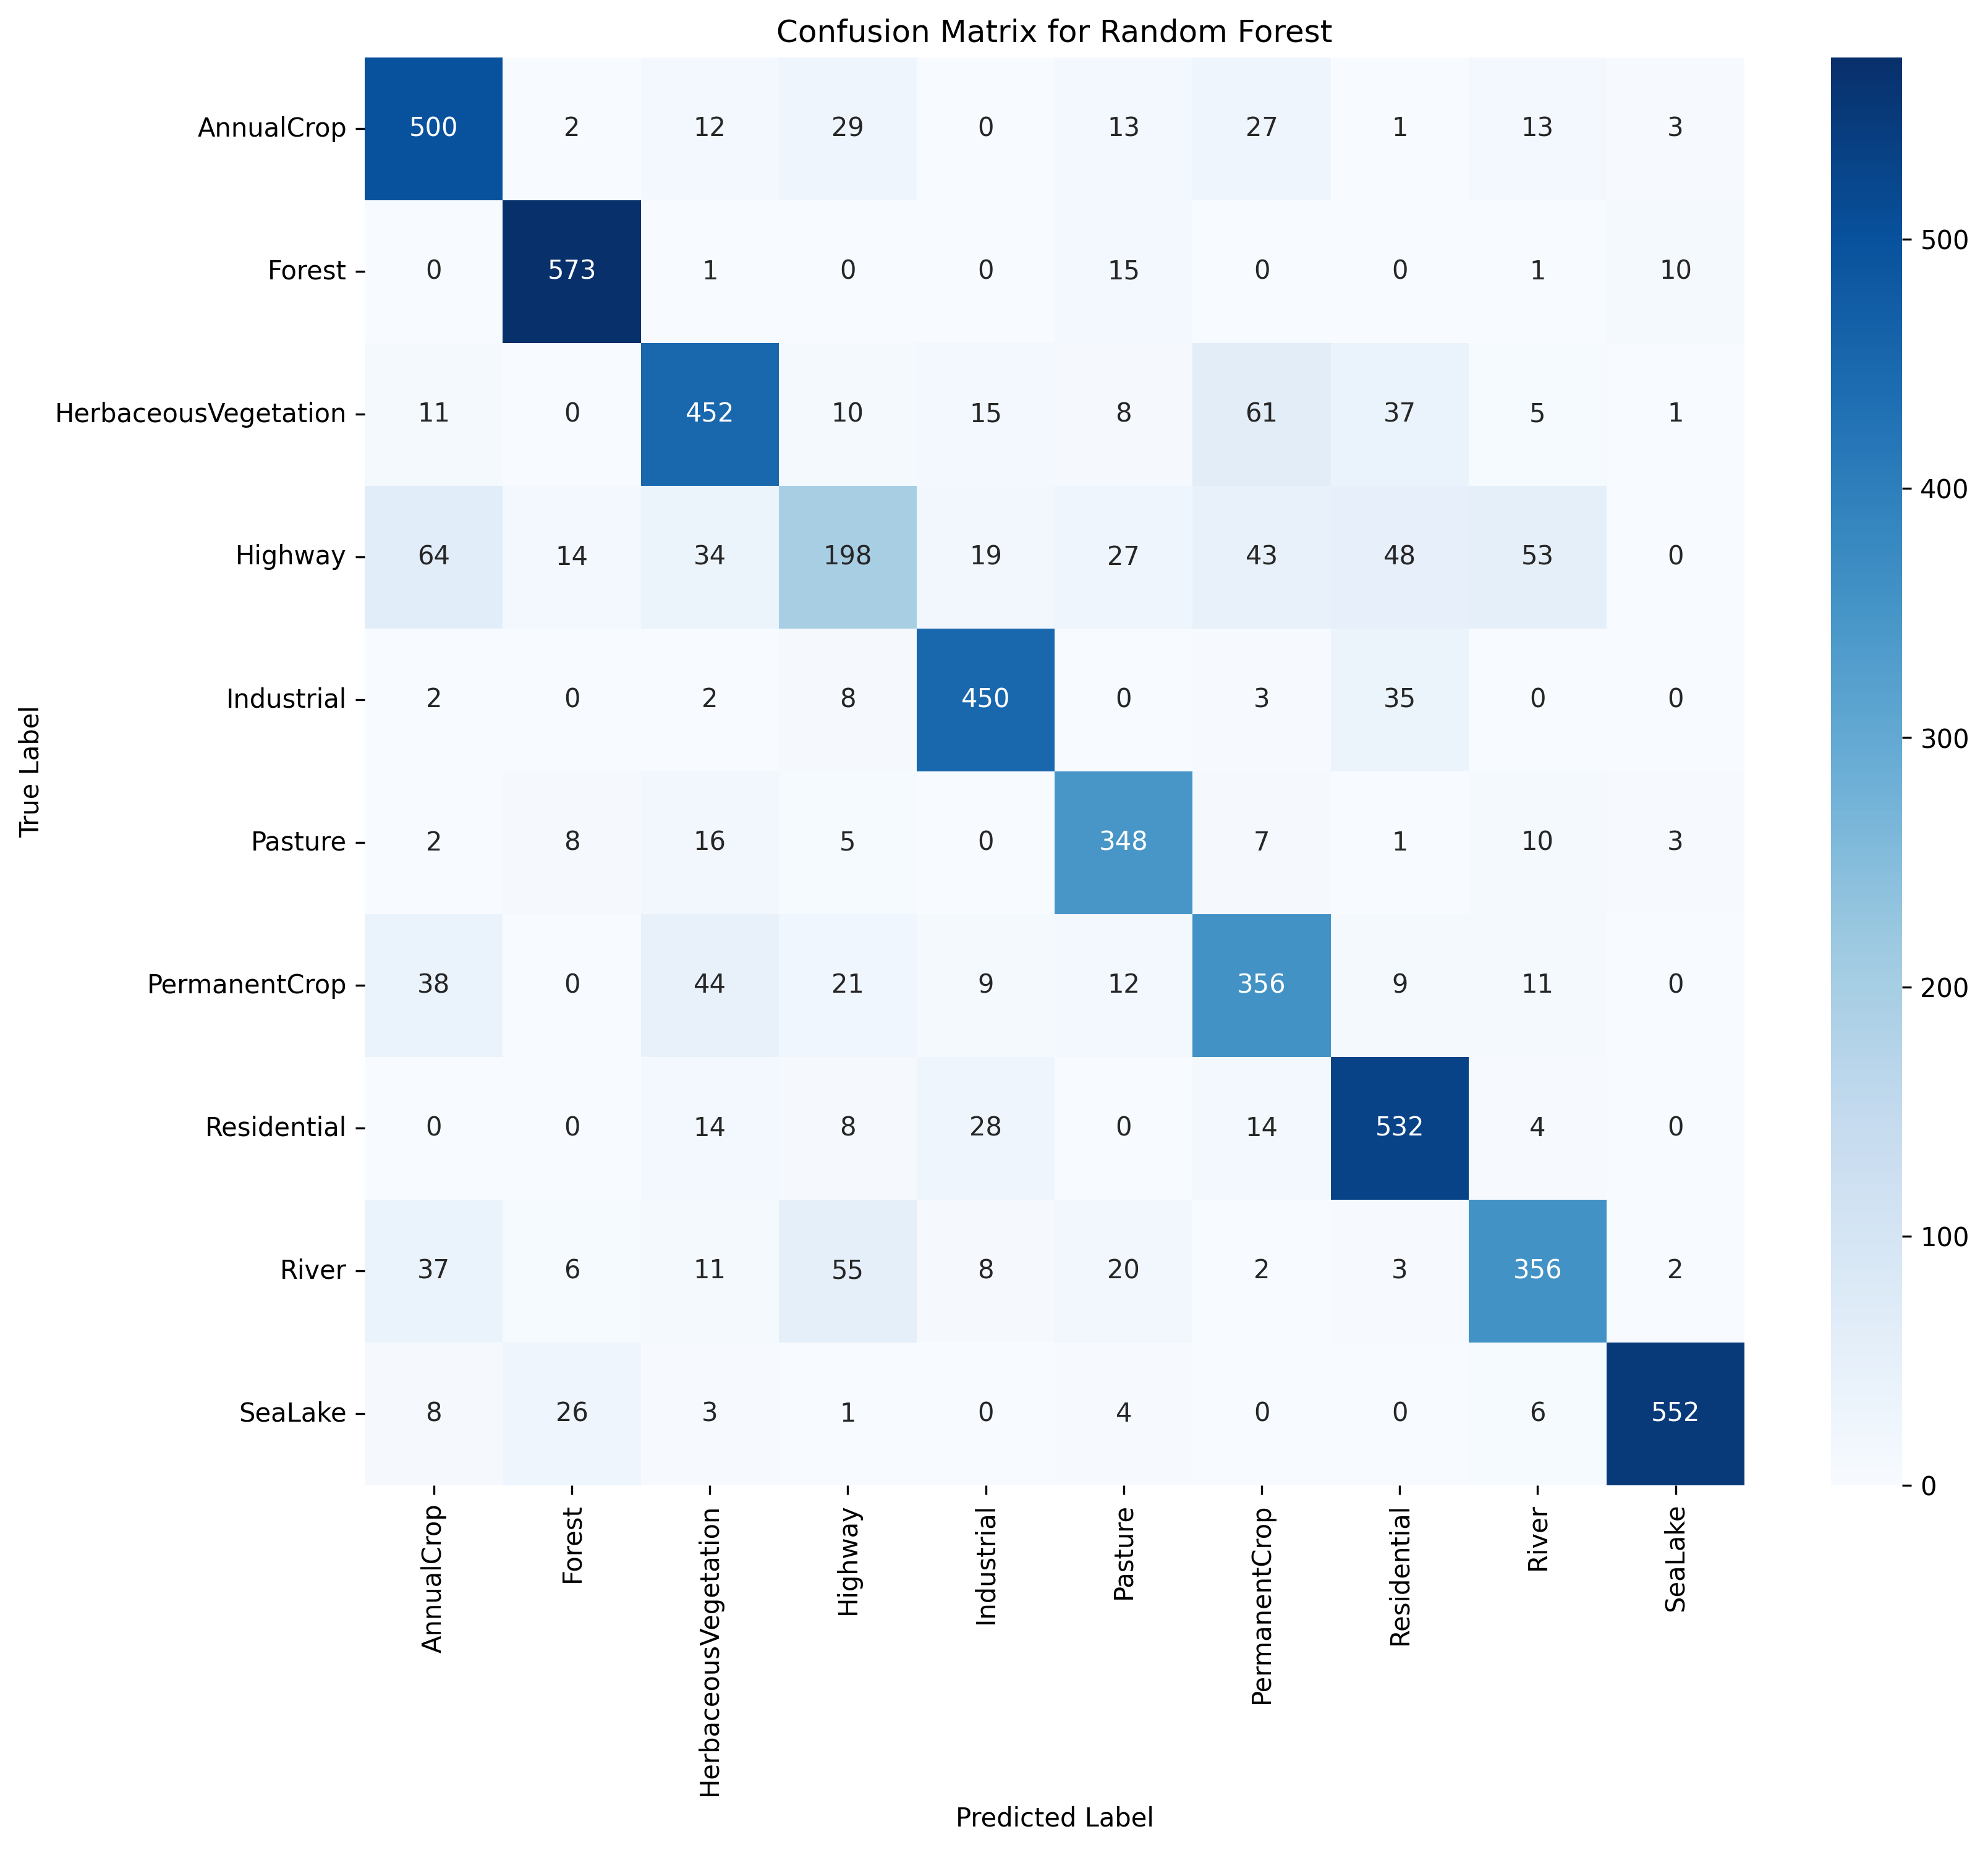 Confusion Matrix for Random Forest
True Label
AnnualCrop 500 2 12 29 0 13 27 1 13 3
Forest 0 573 1 0 0 15 0 0 1 10
HerbaceousVegetation 11 0 452 10 15 8 61 37 5 1
Highway 64 14 34 198 19 27 43 48 53 0
Industrial 2 0 2 8 450 0 3 35 0 0
Pasture 2 8 16 5 0 348 7 1 10 3
PermanentCrop 38 0 44 21 9 12 356 9 11 0
Residential 0 0 14 8 28 0 14 532 4 0
River 37 6 11 55 8 20 2 3 356 2
SeaLake 8 26 3 1 0 4 0 0 6 552
AnnualCrop
Forest
HerbaceousVegetation
Highway
Industrial
Pasture
PermanentCrop
Residential
River
SeaLake
Predicted Label
500
400
300
200
100
0